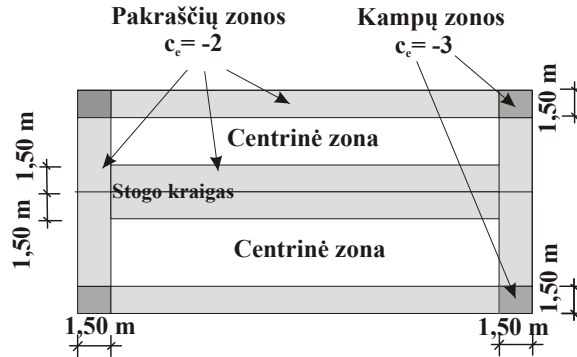 Pakraščių zonos
cₑ= -2
Kampų zonos
cₑ= -3
1,50 m
Centrinė zona
1,50 m
Stogo kraigas
1,50 m
Centrinė zona
1,50 m
1,50 m
1,50 m